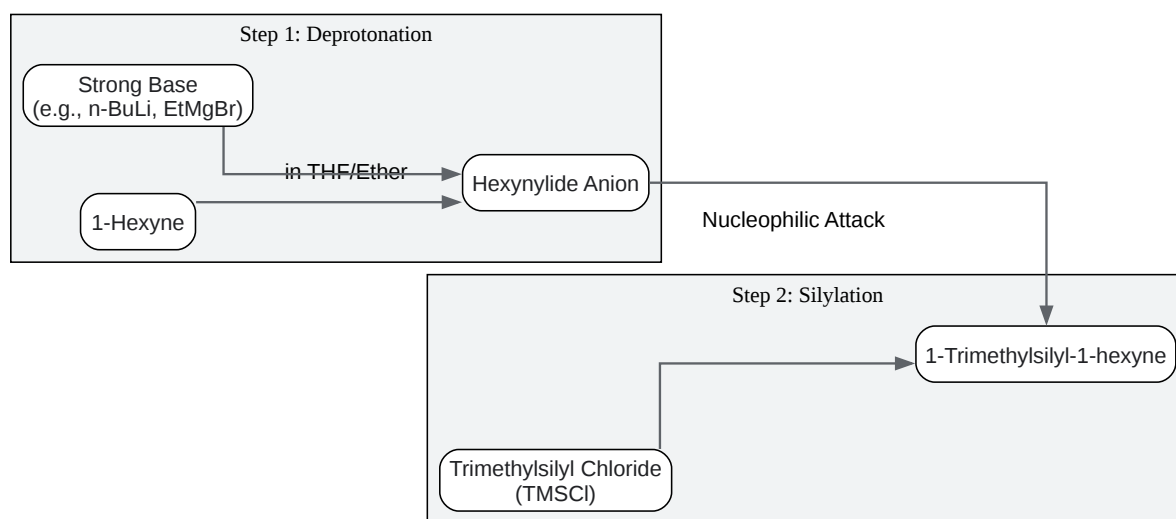 Step 1: Deprotonation
Strong Base
(e.g., n-BuLi, EtMgBr)
in THF/Ether
Hexynylide Anion
1-Hexyne
Nucleophilic Attack
Step 2: Silylation
1-Trimethylsilyl-1-hexyne
Trimethylsilyl Chloride
(TMSCl)